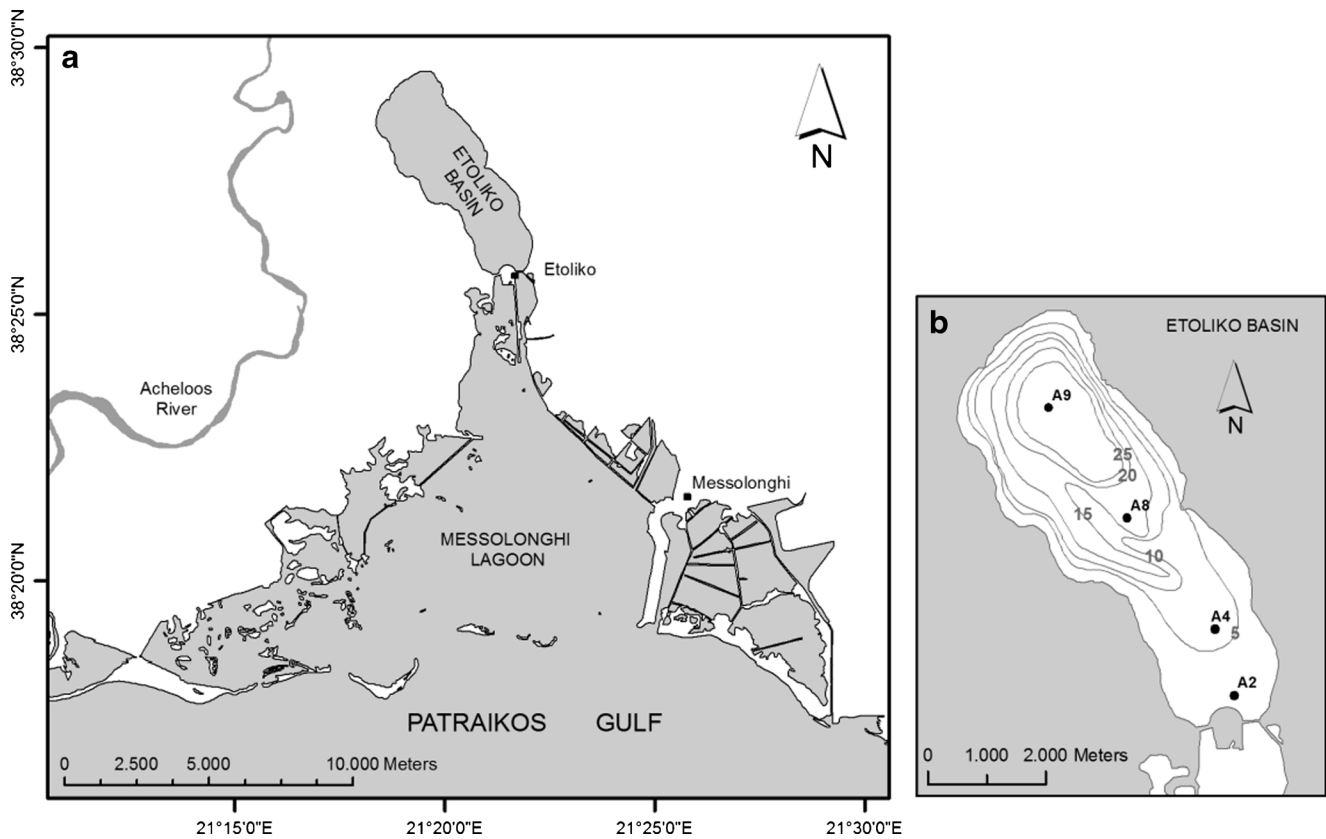 a
38°30'0"N
38°25'0"N
38°20'0"N
N
ETOLIKO
BASIN
Etoliko
Acheloos
River
Messolonghi
MESSOLONGHI
LAGOON
PATRAIKOS GULF
0 2.500 5.000 10.000 Meters
21°15'0"E 21°20'0"E 21°25'0"E 21°30'0"E
b
ETOLIKO BASIN
N
A9
25
20
A8
15
10
A4
5
A2
0 1.000 2.000 Meters